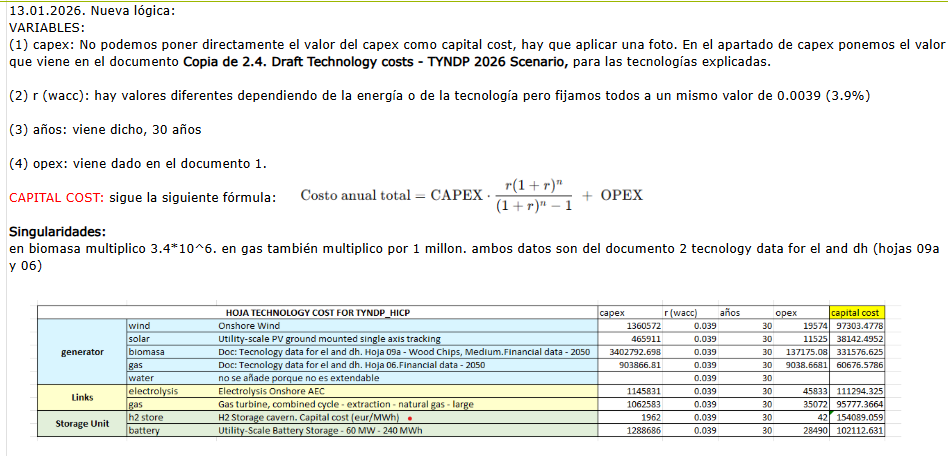 13.01.2026. Nueva lógica:
VARIABLES:
(1) capex: No podemos poner directamente el valor del capex como capital cost, hay que aplicar una foto. En el apartado de capex ponemos el valor
que viene en el documento Copia de 2.4. Draft Technology costs - TYNDP 2026 Scenario, para las tecnologías explicadas.
(2) r (wacc): hay valores diferentes dependiendo de la energía o de la tecnología pero fijamos todos a un mismo valor de 0.0039 (3.9%)
(3) años: viene dicho, 30 años
(4) opex: viene dado en el documento 1.
CAPITAL COST: sigue la siguiente fórmula: Costo anual total = CAPEX · r(1 + r)^n / (1 + r)^n − 1 + OPEX
Singularidades:
en biomasa multiplico 3.4*10^6. en gas también multiplico por 1 millon. ambos datos son del documento 2 tecnology data for el and dh (hojas 09a
y 06)
HOJA TECHNOLOGY COST FOR TYNDP_HICP capex r (wacc) años opex capital cost
generator
wind Onshore Wind 1360572 0.039 30 19574 97303.4778
solar Utility-scale PV ground mounted single axis tracking 465911 0.039 30 11525 38142.4952
biomasa Doc: Tecnology data for el and dh. Hoja 09a - Wood Chips, Medium.Financial data - 2050 3402792.698 0.039 30 137175.08 331576.625
gas Doc: Tecnology data for el and dh. Hoja 06.Financial data - 2050 903866.81 0.039 30 9038.6681 60676.5786
water no se añade porque no es extendable 0.039 30
Links
electrolysis Electrolysis Onshore AEC 1145831 0.039 30 45833 111294.325
gas Gas turbine, combined cycle - extraction - natural gas - large 1062583 0.039 30 35072 95777.3664
Storage Unit
h2 store H2 Storage cavern. Capital cost (eur/MWh) 1962 0.039 30 42 154089.059
battery Utility-Scale Battery Storage - 60 MW - 240 MWh 1288686 0.039 30 28490 102112.631